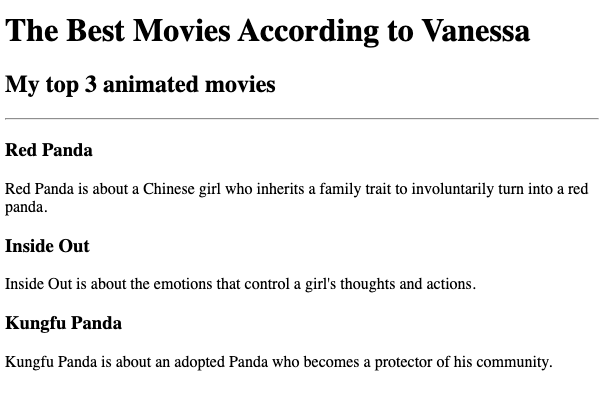 The Best Movies According to Vanessa
My top 3 animated movies
Red Panda
Red Panda is about a Chinese girl who inherits a family trait to involuntarily turn into a red
panda.
Inside Out
Inside Out is about the emotions that control a girl's thoughts and actions.
Kungfu Panda
Kungfu Panda is about an adopted Panda who becomes a protector of his community.